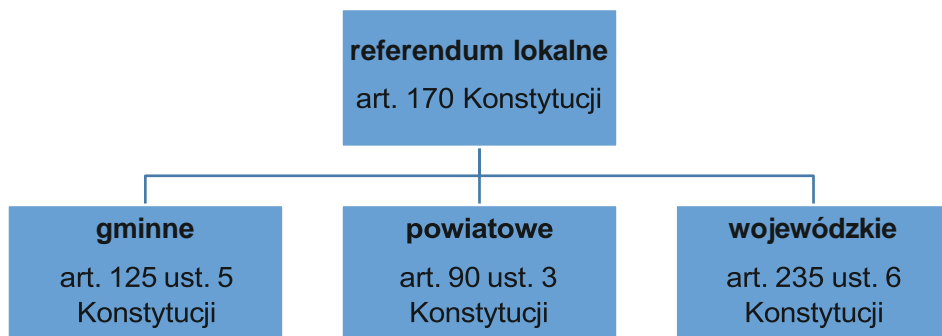 referendum lokalne
art. 170 Konstytucji
gminne
art. 125 ust. 5
Konstytucji
powiatowe
art. 90 ust. 3
Konstytucji
wojewódzkie
art. 235 ust. 6
Konstytucji